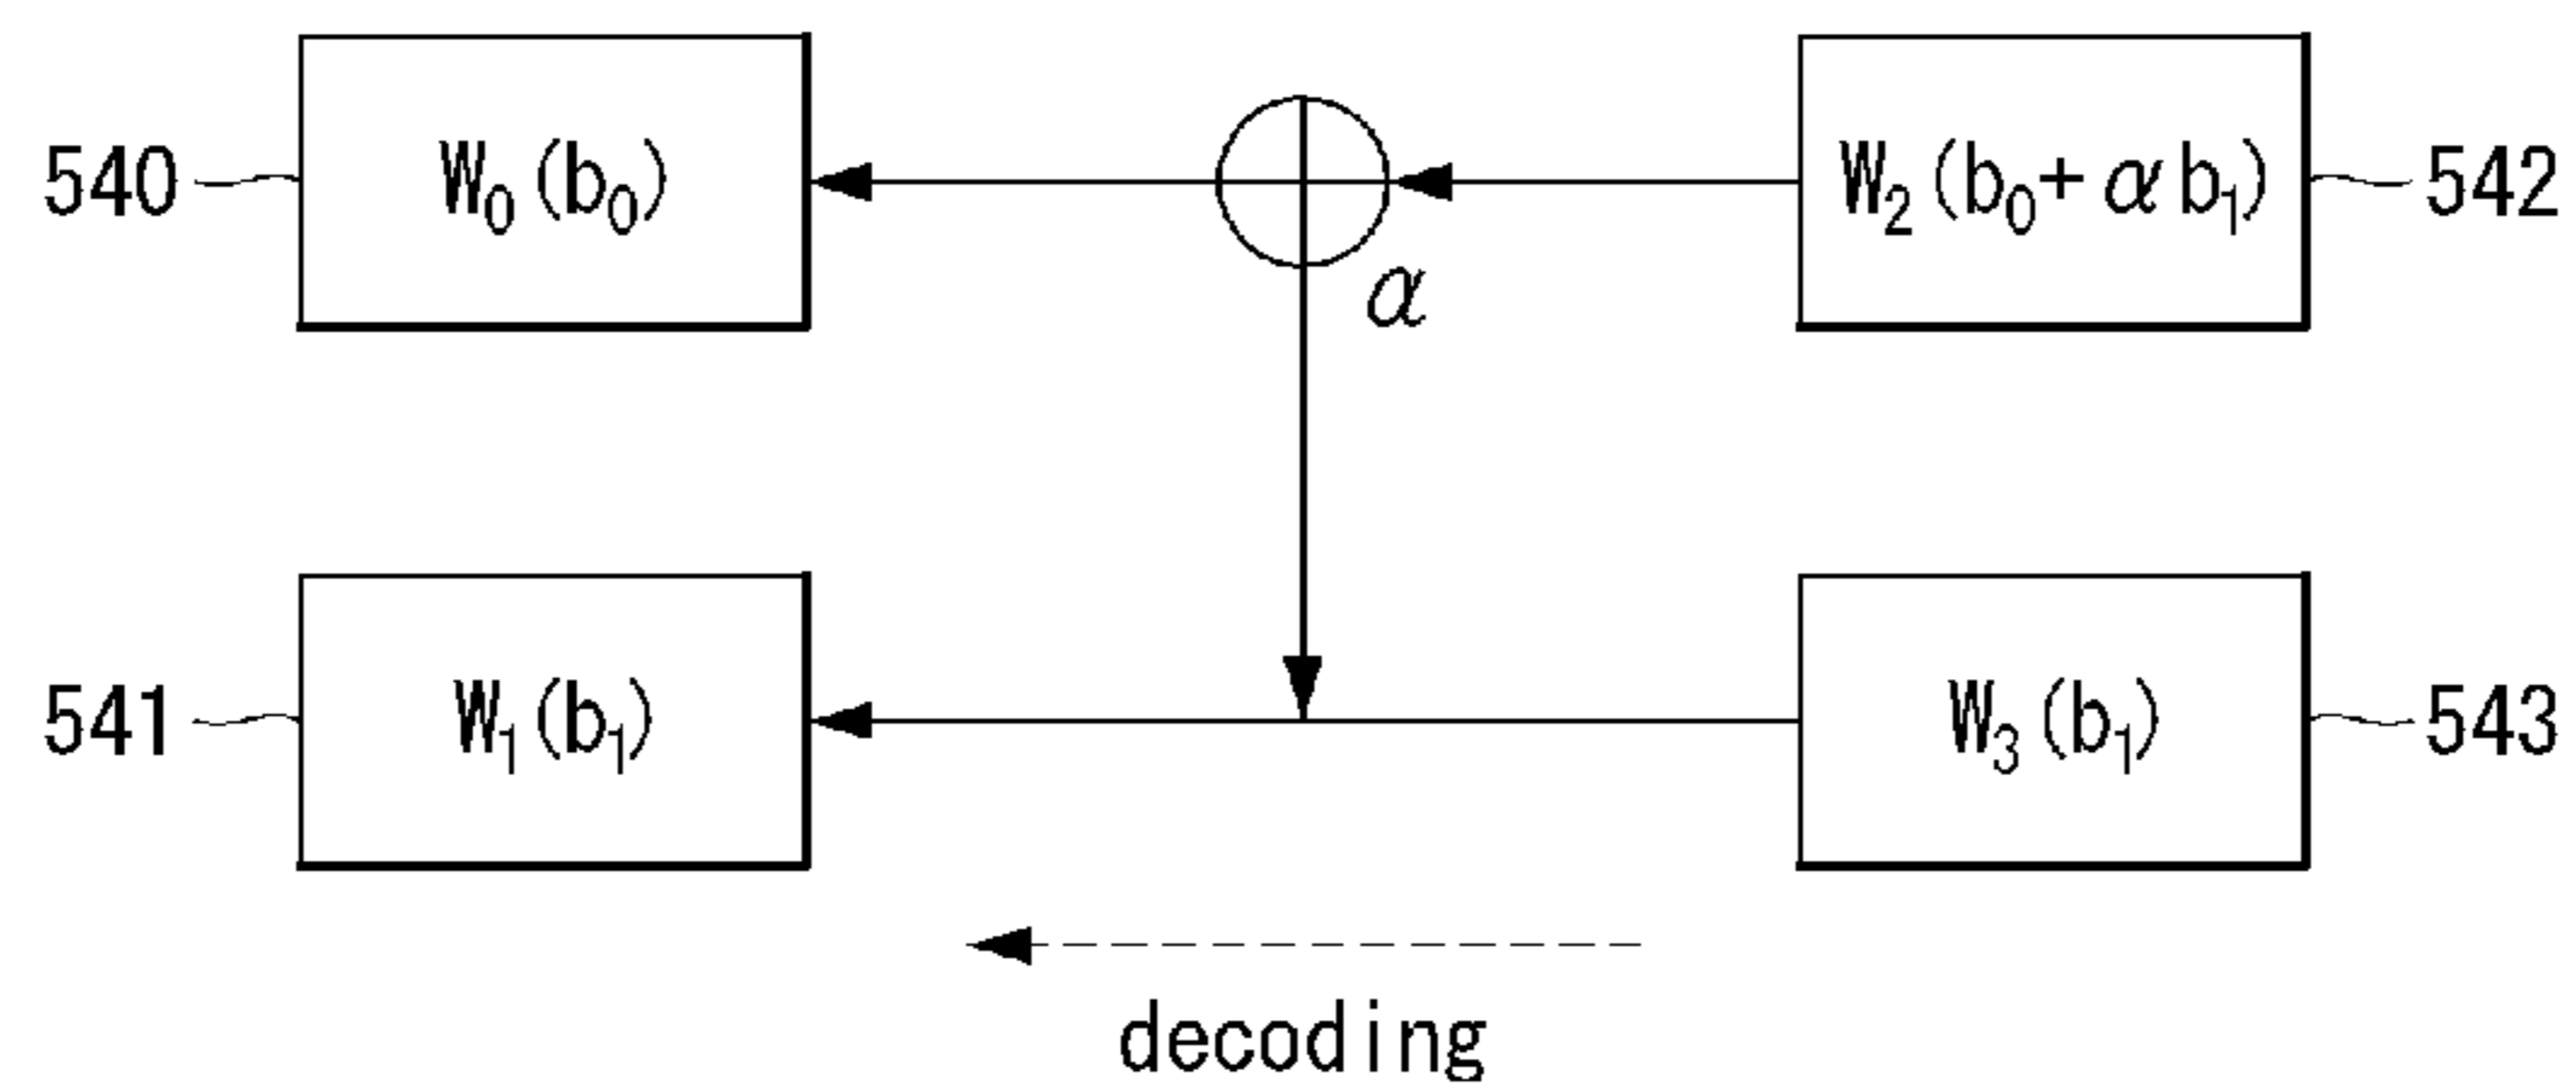 540 W₀(b₀) W₂(b₀+αb₁) 542
α
541 W₁(b₁) W₃(b₁) 543
decoding